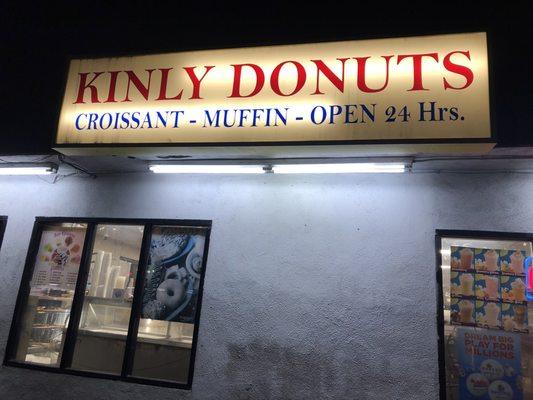 KINLY DONUTS
CROISSANT - MUFFIN - OPEN 24 Hrs.
DREAM BIG
PLAY FOR
MILLIONS